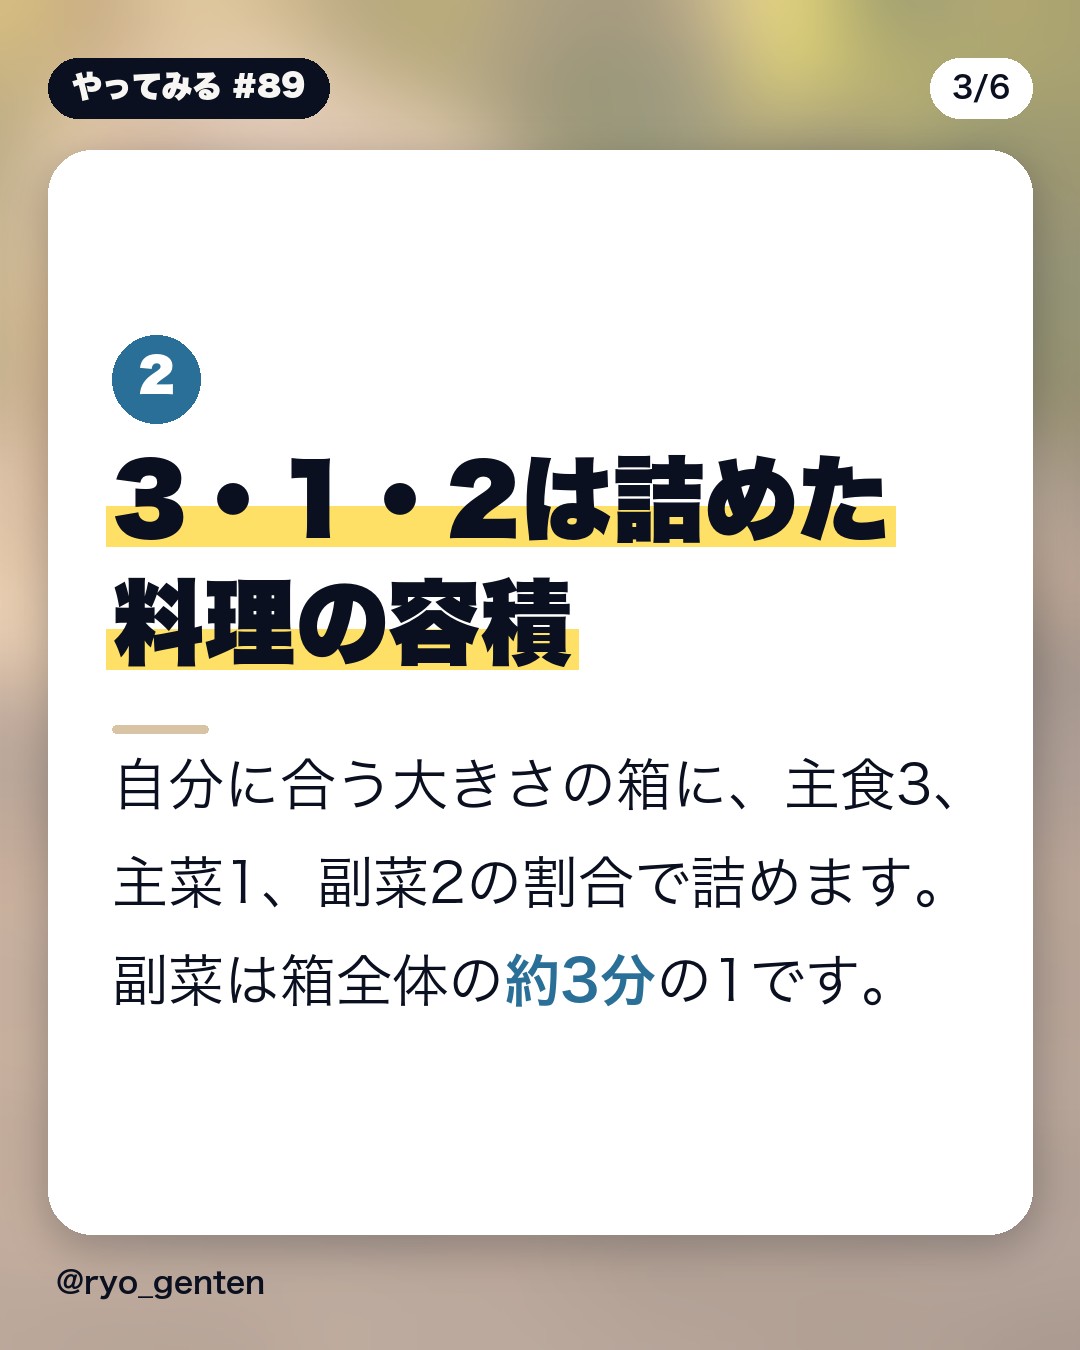 やってみる #89
3/6
2
3・1・2は詰めた
料理の容積
自分に合う大きさの箱に、主食3、
主菜1、副菜2の割合で詰めます。
副菜は箱全体の約3分の1です。
@ryo_genten